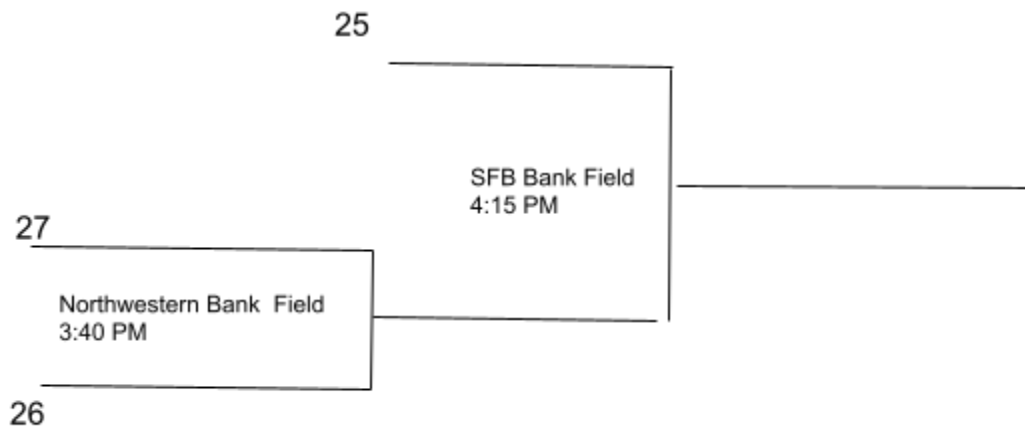 25
SFB Bank Field
4:15 PM
27
Northwestern Bank  Field
3:40 PM
26